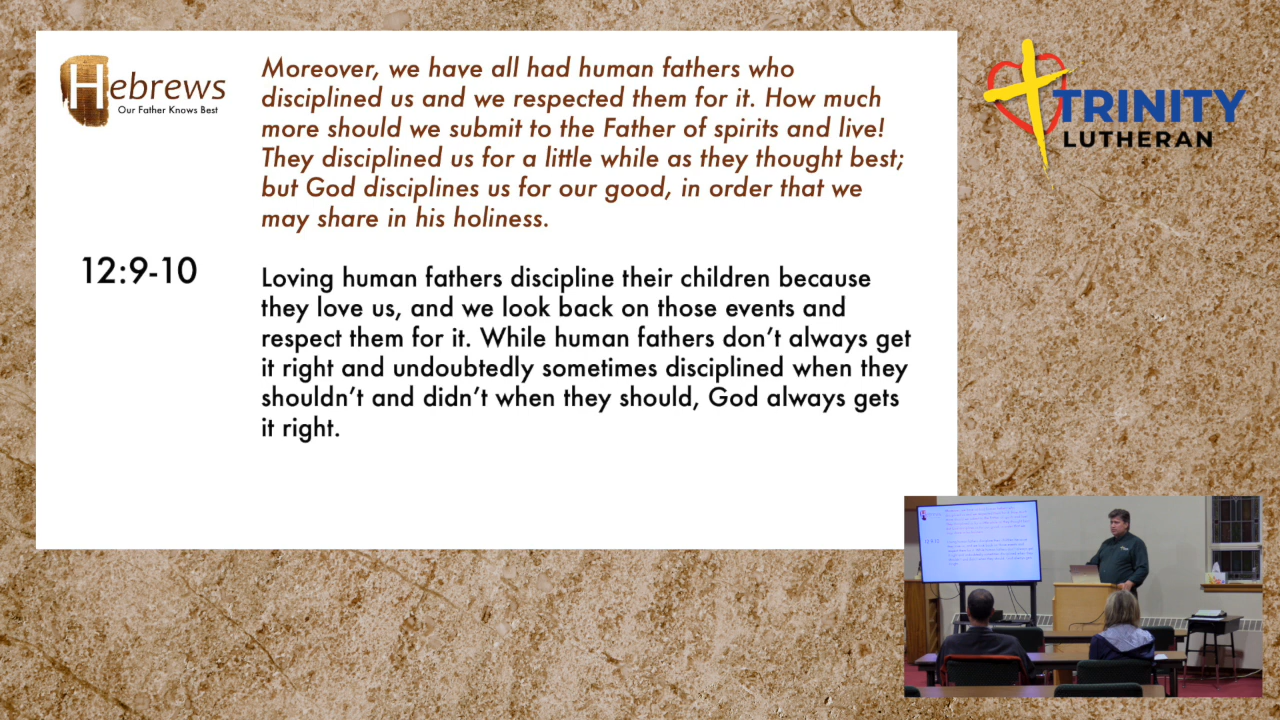 Hebrews
Our Father Knows Best
Moreover, we have all had human fathers who
disciplined us and we respected them for it. How much
more should we submit to the Father of spirits and live!
They disciplined us for a little while as they thought best;
but God disciplines us for our good, in order that we
may share in his holiness.
12:9-10
Loving human fathers discipline their children because
they love us, and we look back on those events and
respect them for it. While human fathers don’t always get
it right and undoubtedly sometimes disciplined when they
shouldn’t and didn’t when they should, God always gets
it right.
TRINITY
LUTHERAN